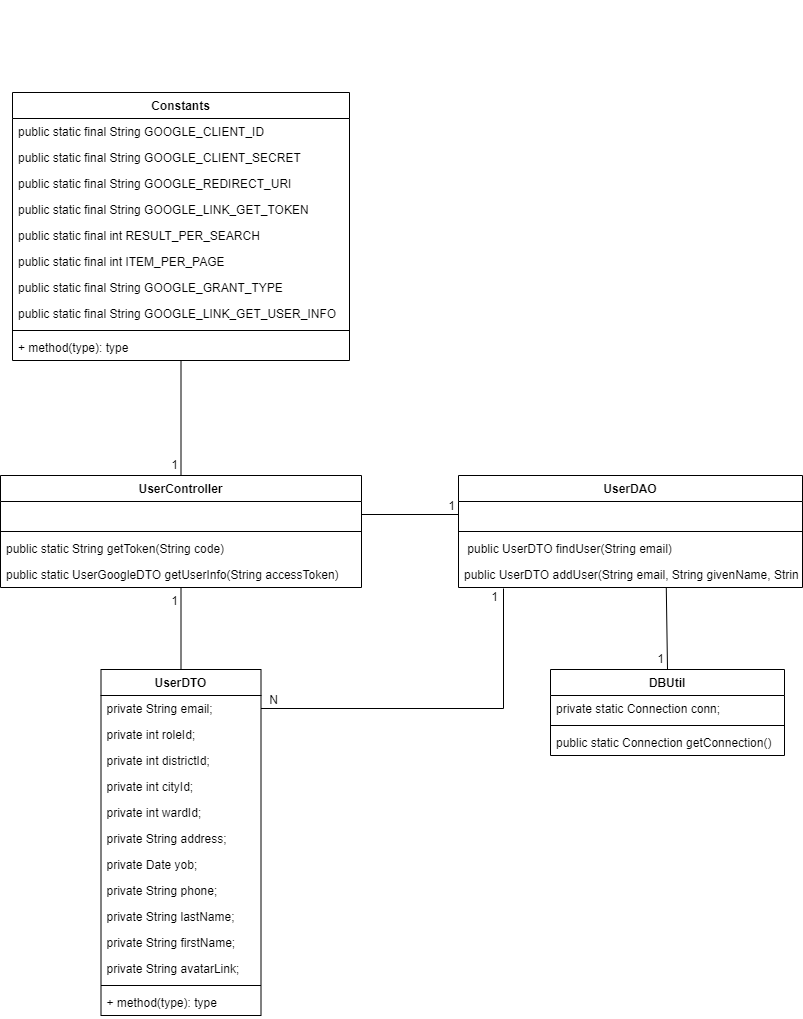 Constants
public static final String GOOGLE_CLIENT_ID
public static final String GOOGLE_CLIENT_SECRET
public static final String GOOGLE_REDIRECT_URI
public static final String GOOGLE_LINK_GET_TOKEN
public static final int RESULT_PER_SEARCH
public static final int ITEM_PER_PAGE
public static final String GOOGLE_GRANT_TYPE
public static final String GOOGLE_LINK_GET_USER_INFO
+ method(type): type
1
UserController
public static String getToken(String code)
public static UserGoogleDTO getUserInfo(String accessToken)
1
1
UserDAO
public UserDTO findUser(String email)
public UserDTO addUser(String email, String givenName, Strin
1
1
UserDTO
private String email;
private int roleId;
private int districtId;
private int cityId;
private int wardId;
private String address;
private Date yob;
private String phone;
private String lastName;
private String firstName;
private String avatarLink;
+ method(type): type
N
DBUtil
private static Connection conn;
public static Connection getConnection()